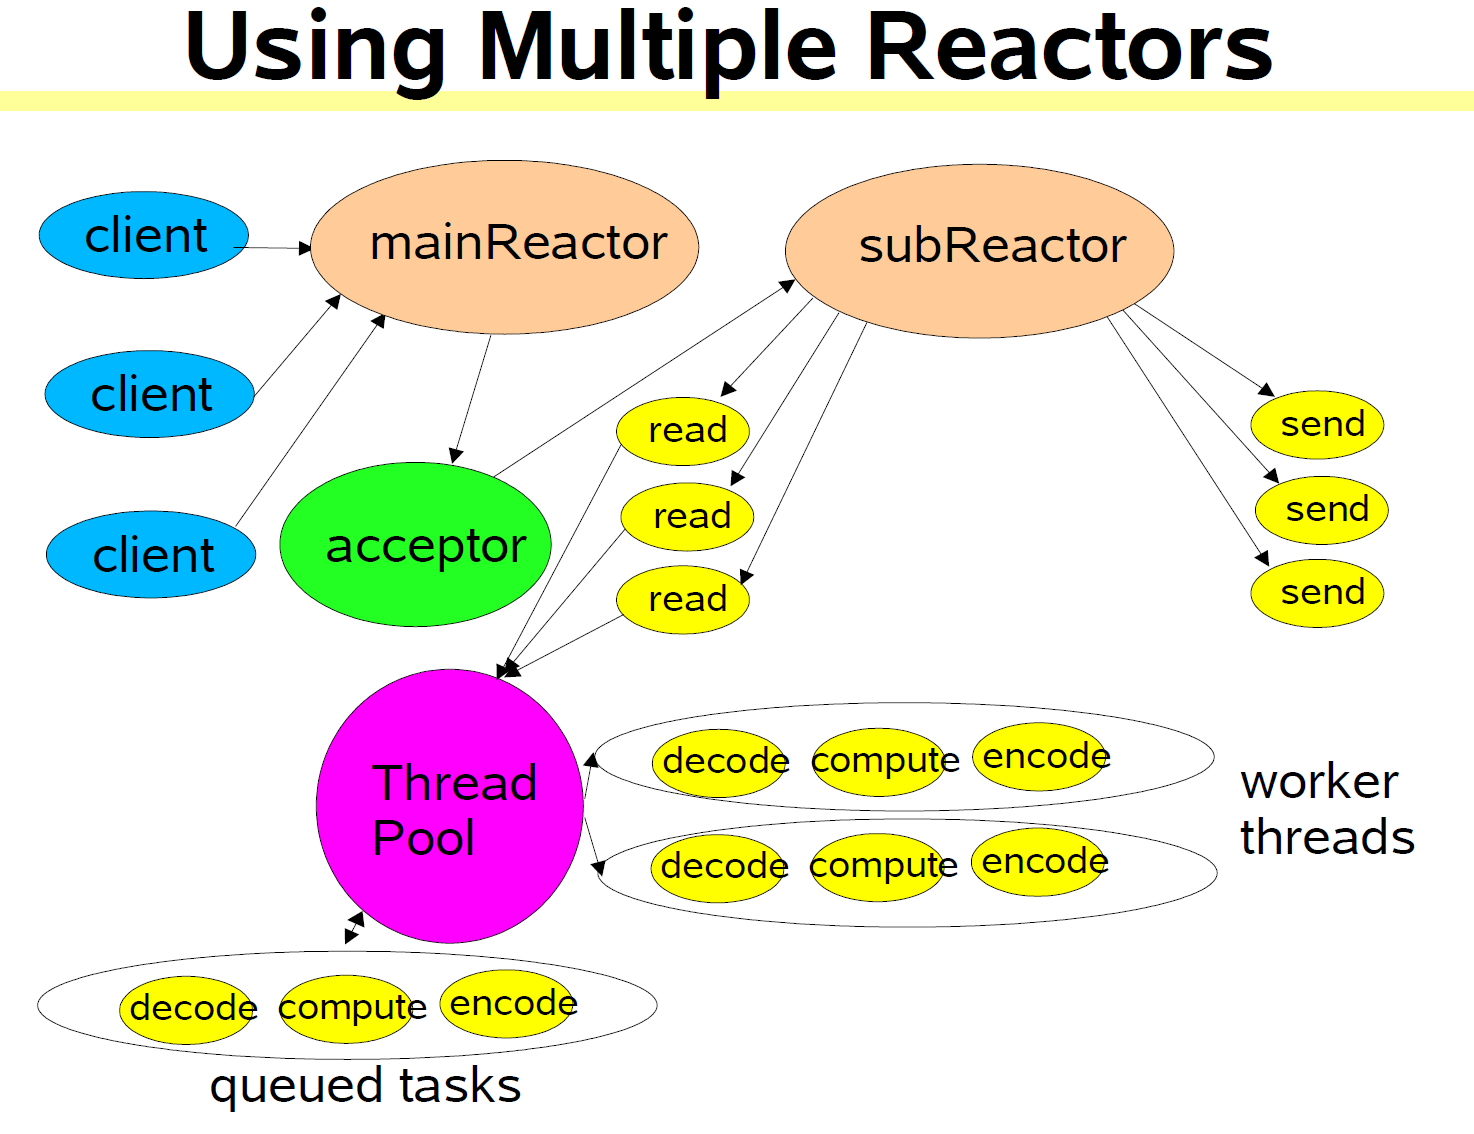 Using Multiple Reactors
client
mainReactor
subReactor
client
client
acceptor
read
read
read
send
send
send
Thread
Pool
decode compute encode
decode compute encode
worker
threads
decode compute encode
queued tasks